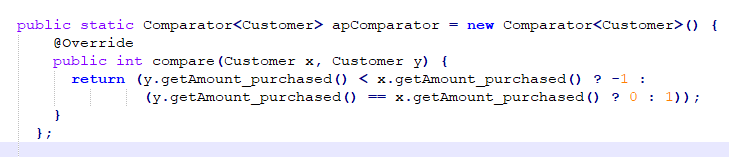 public static Comparator<Customer> apComparator = new Comparator<Customer>() {
@Override
public int compare(Customer x, Customer y) {
return (y.getAmount_purchased() < x.getAmount_purchased() ? -1 :
(y.getAmount_purchased() == x.getAmount_purchased() ? 0 : 1));
}
};